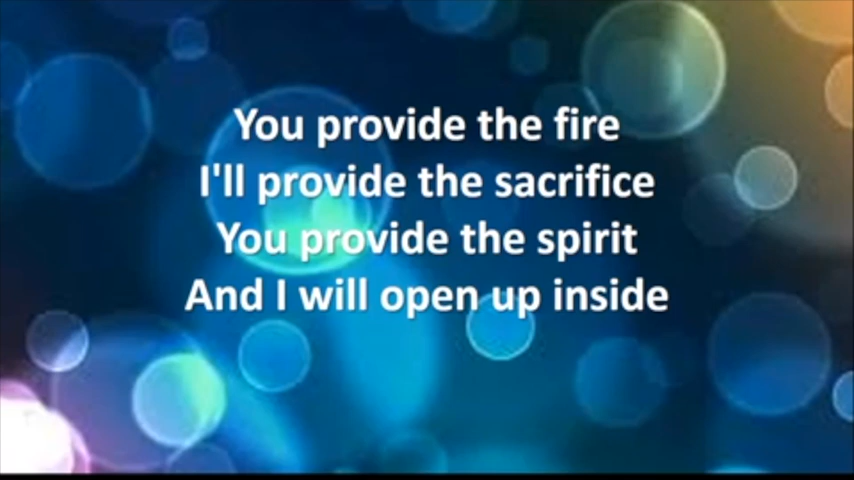 You provide the fire
I'll provide the sacrifice
You provide the spirit
And I will open up inside